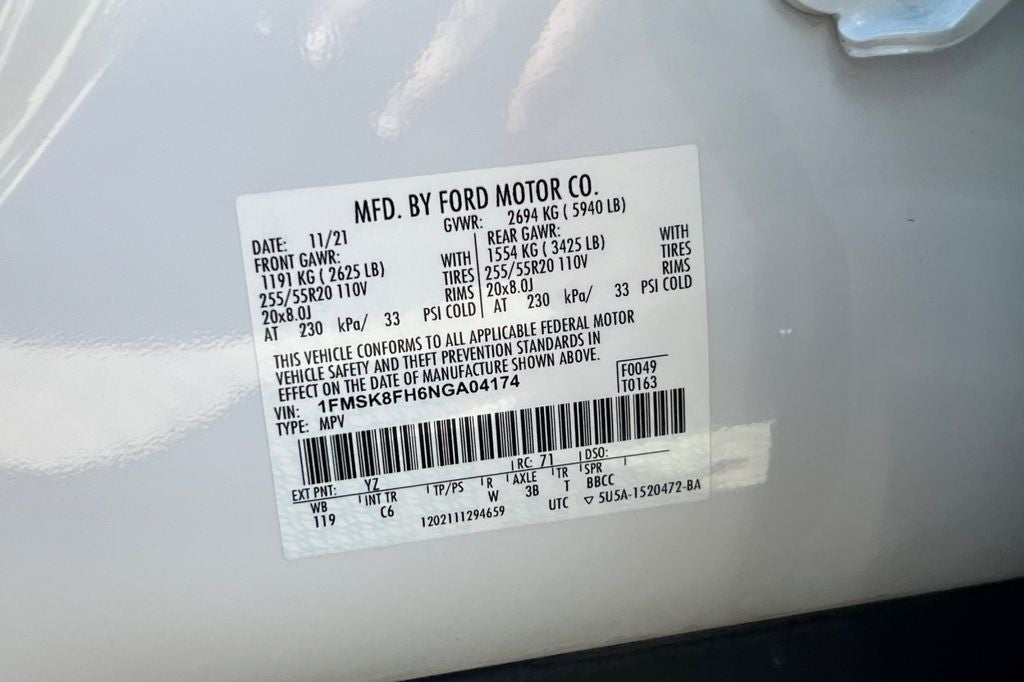 MFD. BY FORD MOTOR CO.
DATE: 11/21 GVWR: 2694 KG ( 5940 LB)
FRONT GAWR: REAR GAWR:
1191 KG ( 2625 LB) WITH 1554 KG ( 3425 LB) WITH
255/55R20 110V TIRES 255/55R20 110V TIRES
20x8.0J RIMS 20x8.0J RIMS
AT 230 kPa/ 33 PSI COLD AT 230 kPa/ 33 PSI COLD
THIS VEHICLE CONFORMS TO ALL APPLICABLE FEDERAL MOTOR
VEHICLE SAFETY AND THEFT PREVENTION STANDARDS IN
EFFECT ON THE DATE OF MANUFACTURE SHOWN ABOVE.
VIN: 1FMSK8FH6NGA04174 F0049
TYPE: MPV T0163
EXT PNT: YZ RC: 71 DSO:
WB INT TR TP/PS R AXLE TR SPR
119 C6 W 3B T BBCC
1202111294659 UTC ▽ 5U5A-1520472-BA